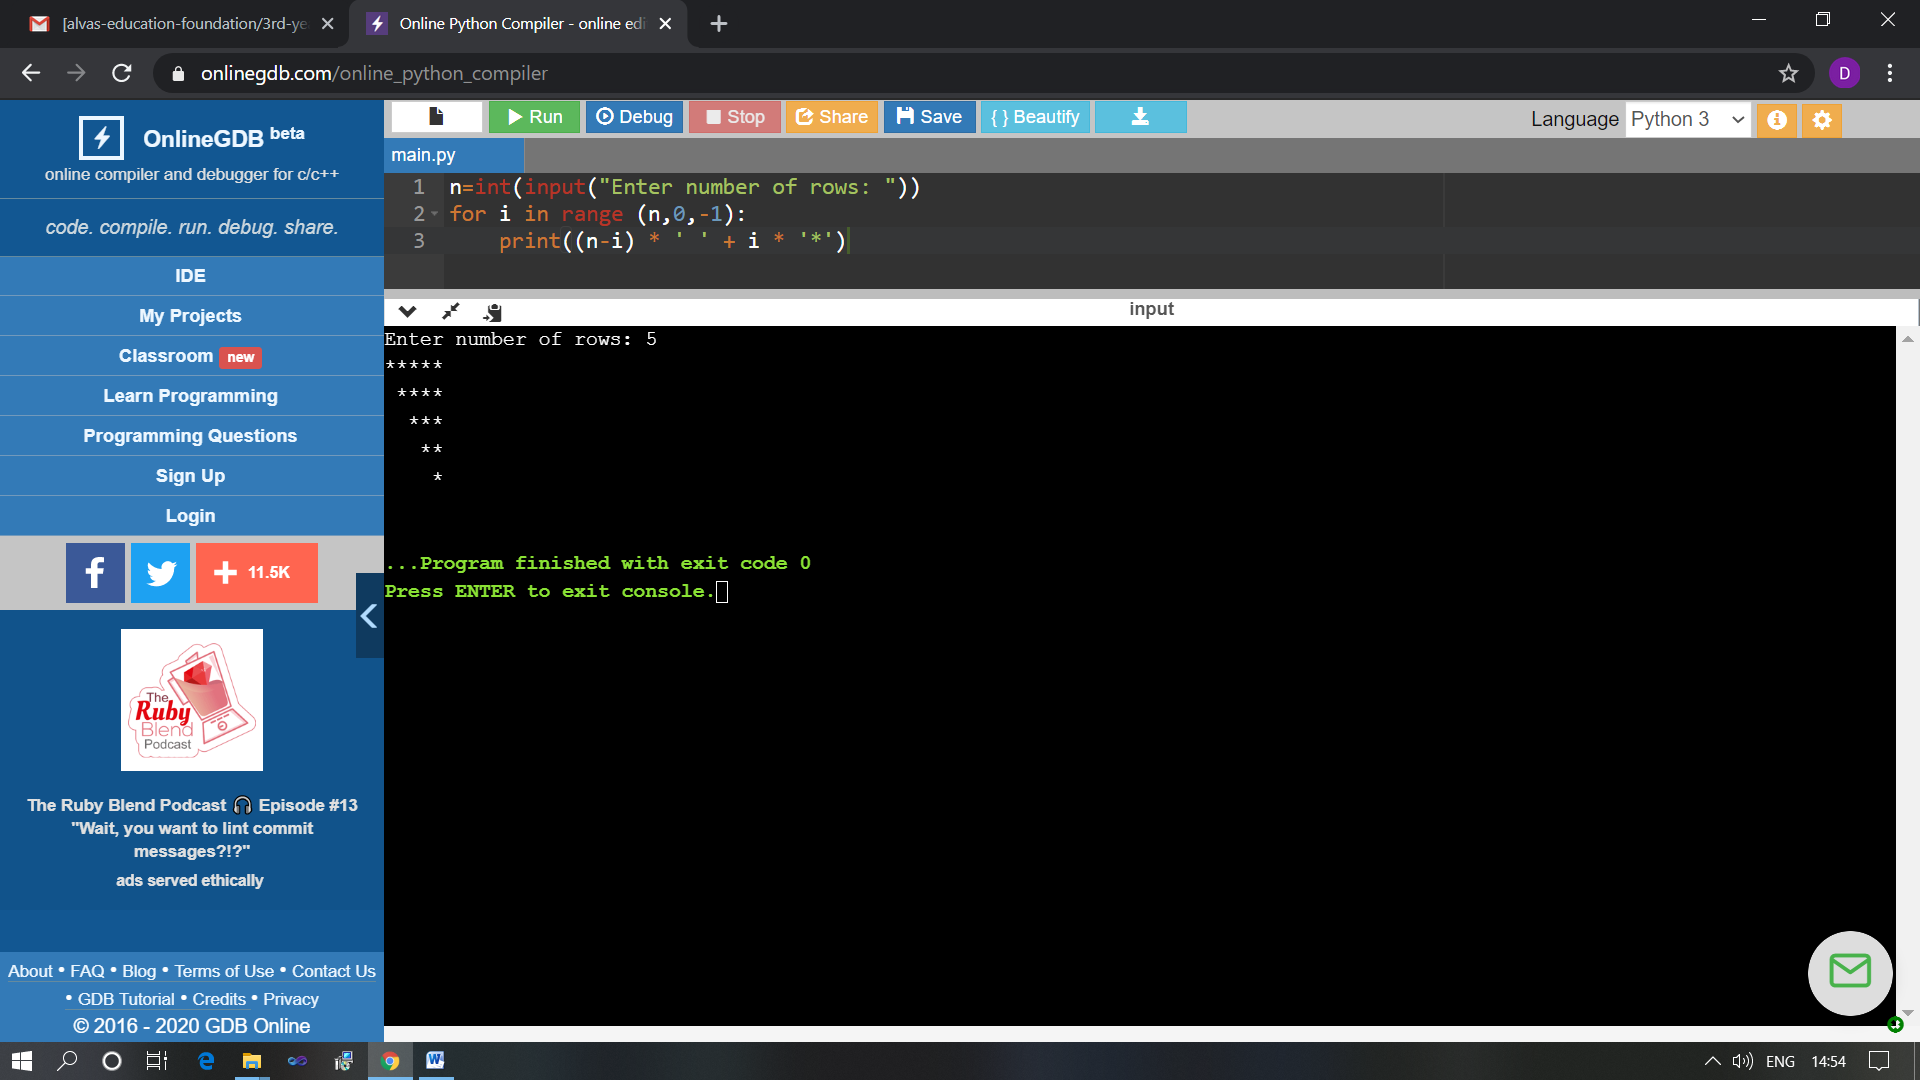 [alvas-education-foundation/3rd-ye
Online Python Compiler - online edi
onlinegdb.com/online_python_compiler
D
OnlineGDB beta
online compiler and debugger for c/c++
code. compile. run. debug. share.
IDE
My Projects
Classroom new
Learn Programming
Programming Questions
Sign Up
Login
f
+ 11.5K
The
Ruby
Blend
Podcast
The Ruby Blend Podcast 🎧 Episode #13
"Wait, you want to lint commit
messages?!?"
ads served ethically
About • FAQ • Blog • Terms of Use • Contact Us
• GDB Tutorial • Credits • Privacy
© 2016 - 2020 GDB Online
Run Debug Stop Share Save { } Beautify
Language Python 3
main.py
1 n=int(input("Enter number of rows: "))
2 for i in range (n,0,-1):
3     print((n-i) * ' ' + i * '*')
input
Enter number of rows: 5
*****
 ****
  ***
   **
    *
...Program finished with exit code 0
Press ENTER to exit console.
ENG 14:54